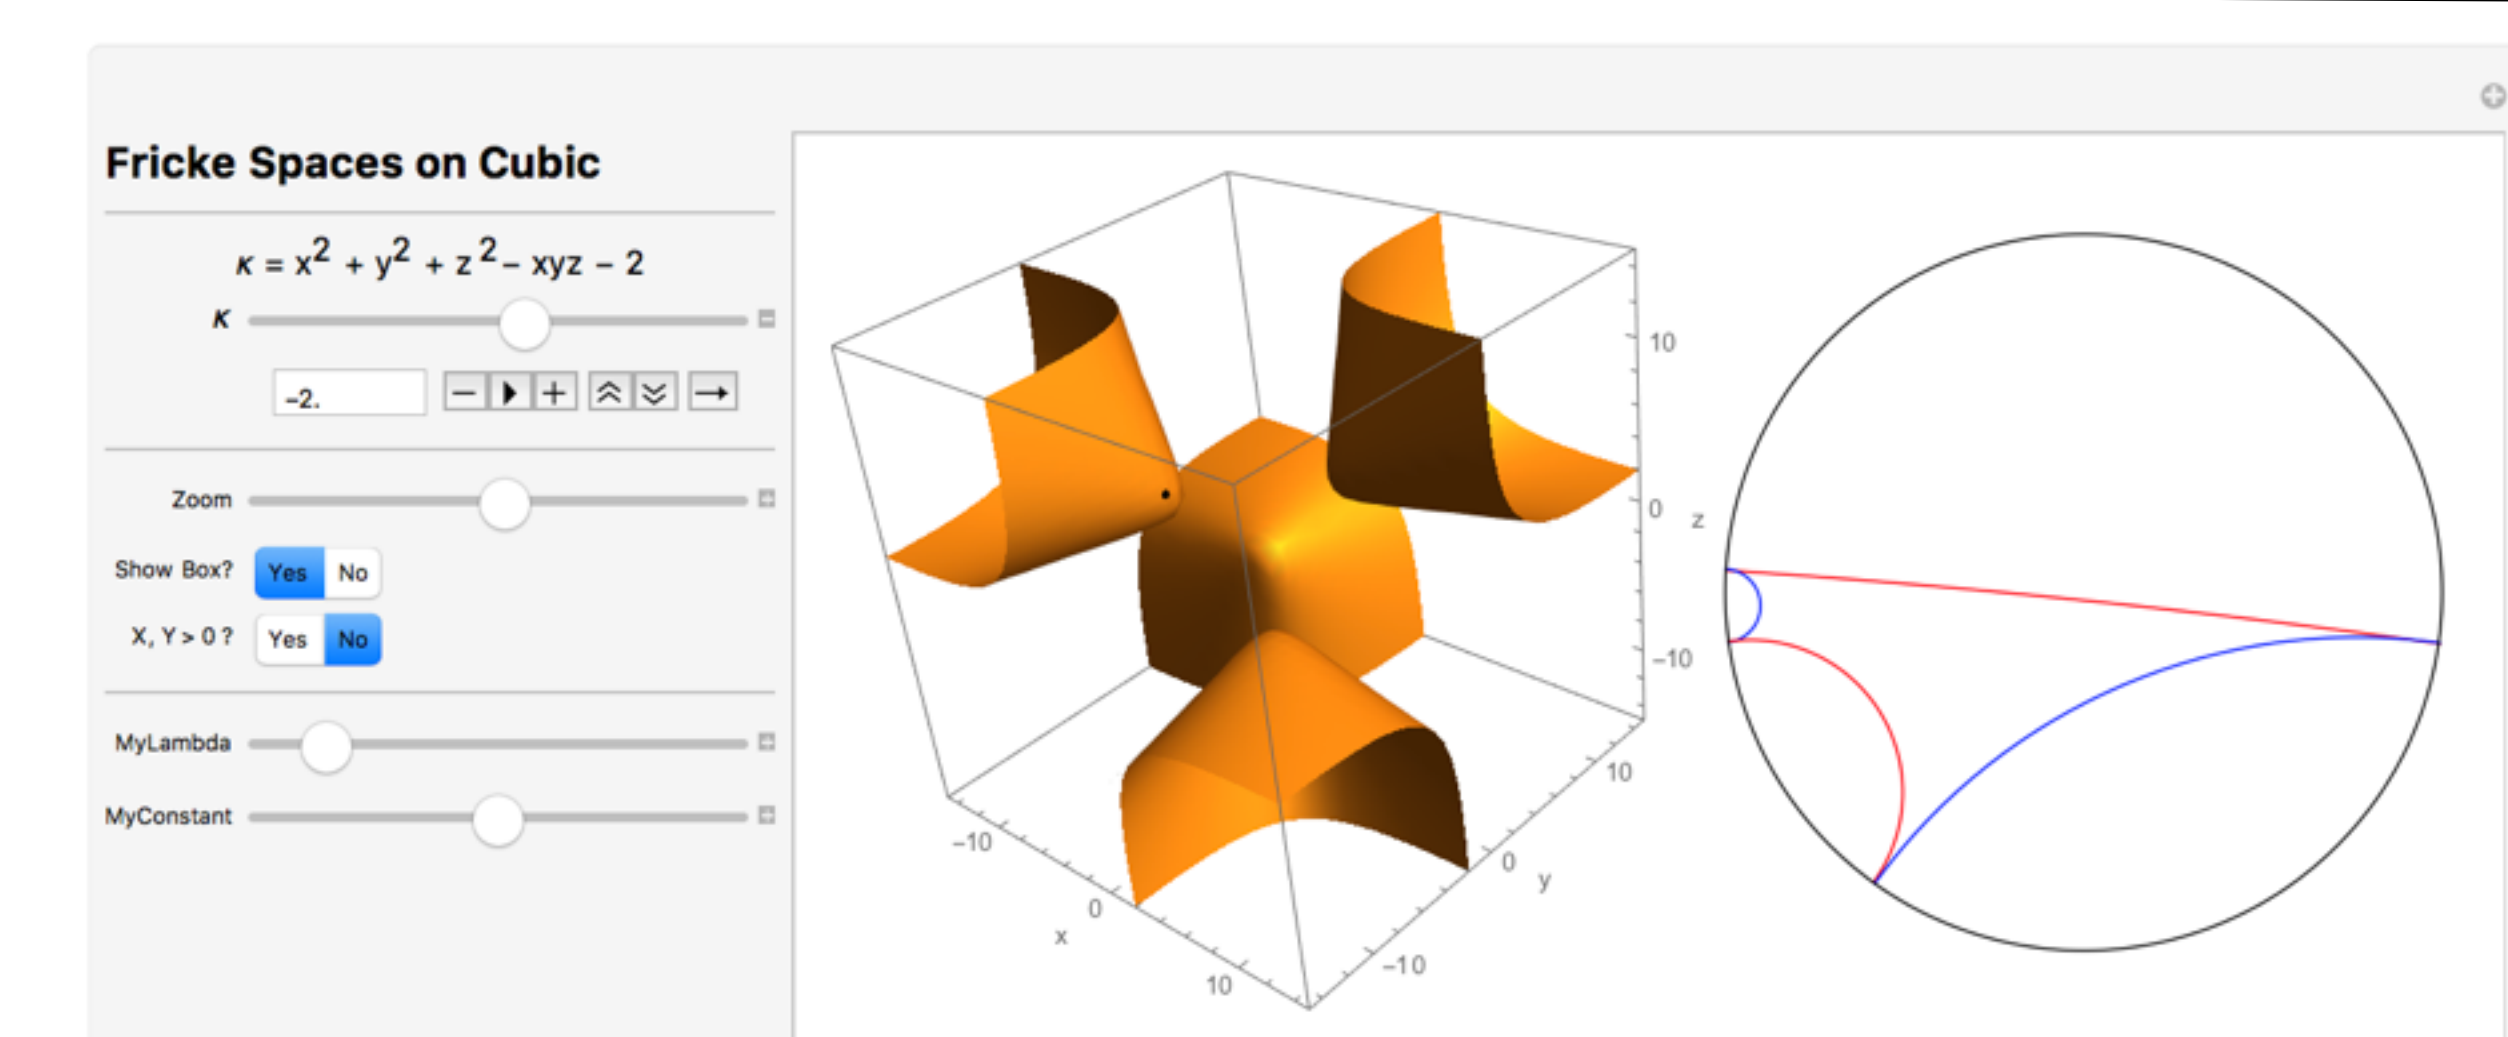 Fricke Spaces on Cubic
κ = x² + y² + z² − xyz − 2
κ
−2.
Zoom
Show Box? Yes No
X, Y > 0 ? Yes No
MyLambda
MyConstant
10
0
z
−10
10
0
y
−10
−10
0
x
10